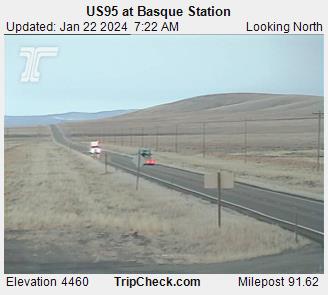 US95 at Basque Station
Updated: Jan 22 2024 7:22 AM Looking North
Elevation 4460 TripCheck.com Milepost 91.62